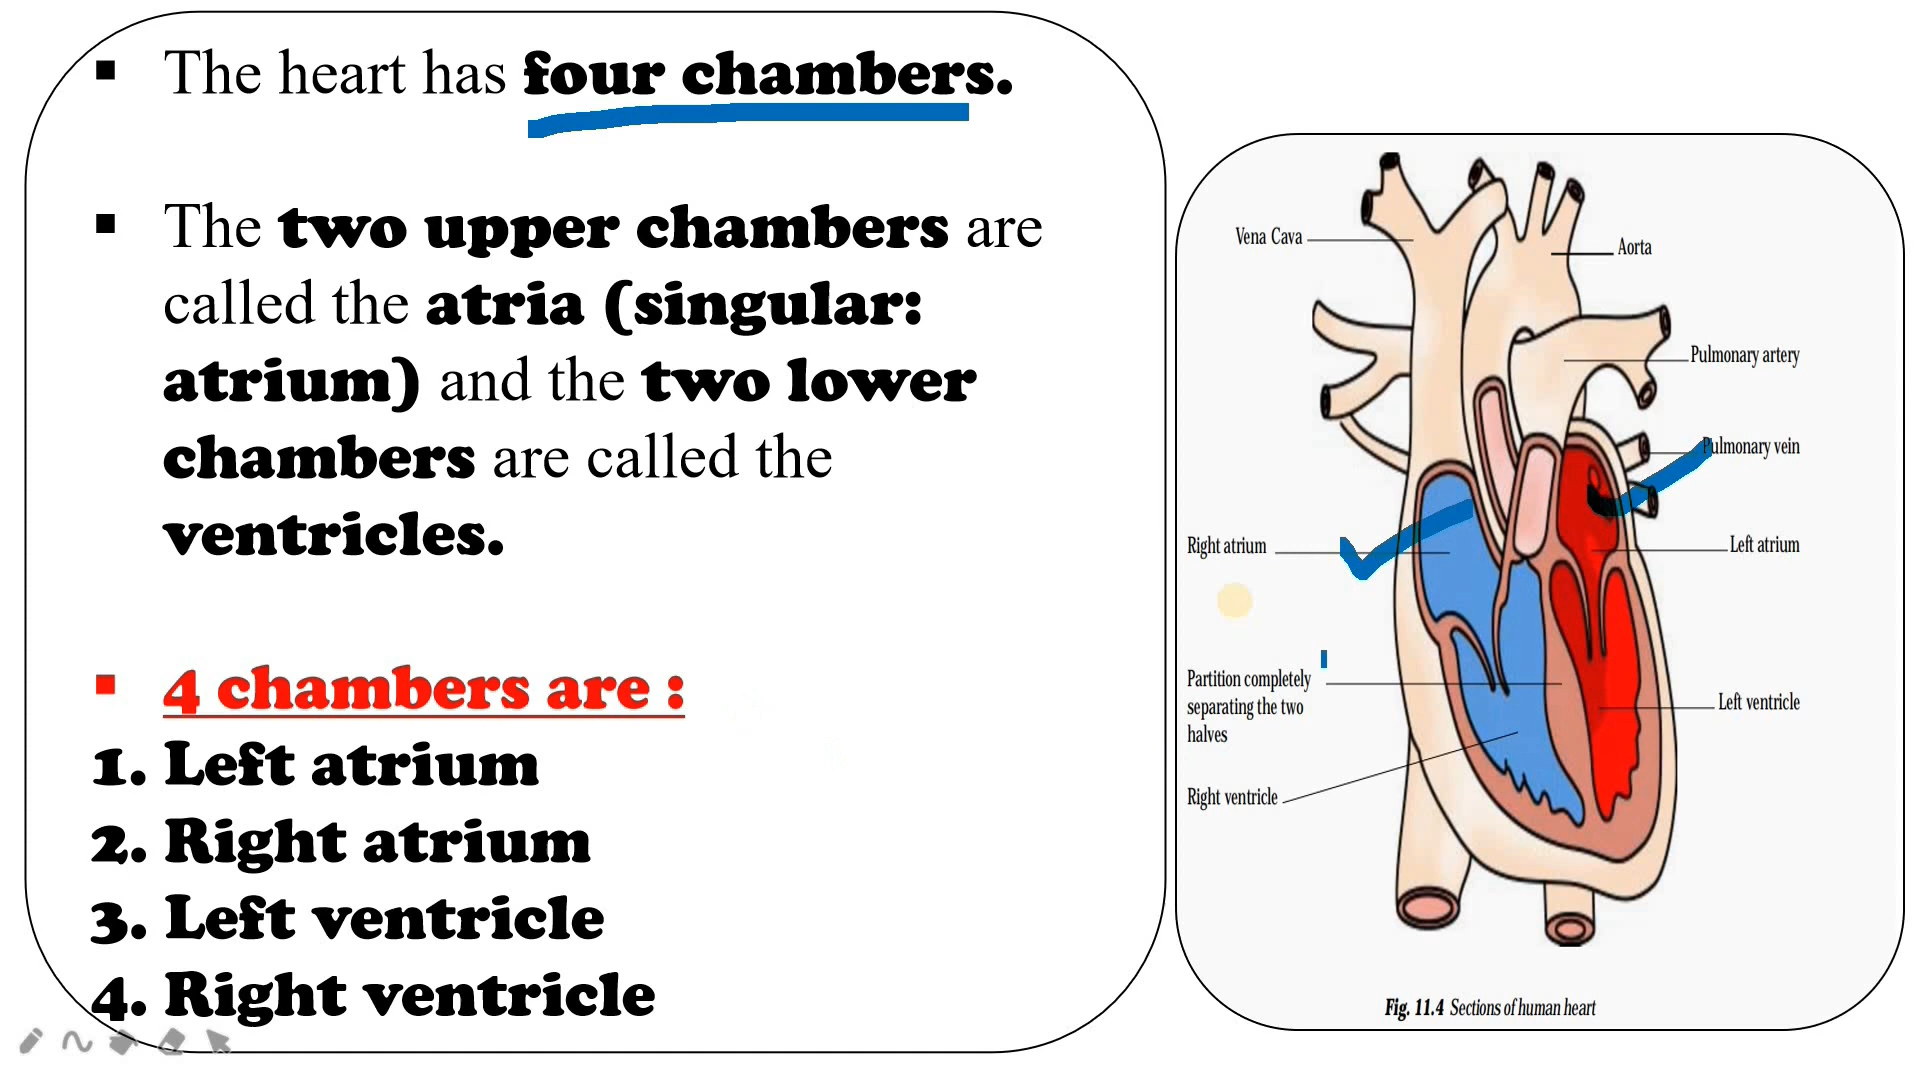 ▪ The heart has four chambers.
▪ The two upper chambers are
called the atria (singular:
atrium) and the two lower
chambers are called the
ventricles.
▪ 4 chambers are :
1. Left atrium
2. Right atrium
3. Left ventricle
4. Right ventricle
Vena Cava
Aorta
Pulmonary artery
Pulmonary vein
Right atrium
Left atrium
Partition completely
separating the two
halves
Left ventricle
Right ventricle
Fig. 11.4 Sections of human heart